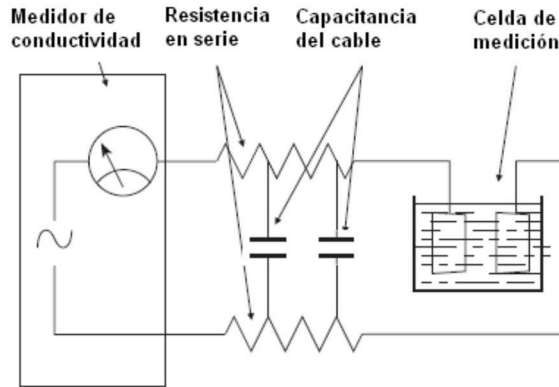 Medidor de
conductividad
Resistencia
en serie
Capacitancia
del cable
Celda de
medición